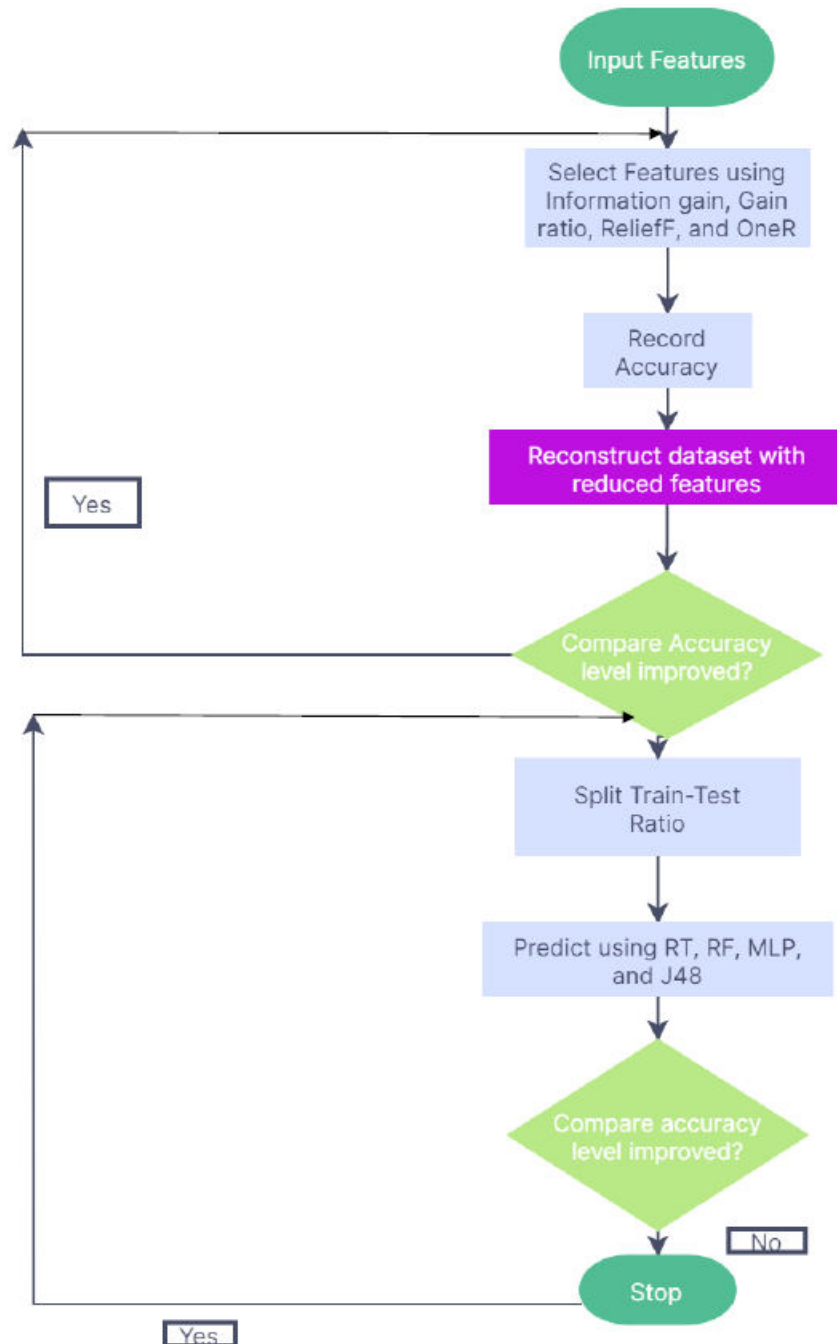 Input Features
Select Features using
Information gain, Gain
ratio, ReliefF, and OneR
Record
Accuracy
Reconstruct dataset with
reduced features
Yes
Compare Accuracy
level improved?
Split Train-Test
Ratio
Predict using RT, RF, MLP,
and J48
Compare accuracy
level improved?
No
Stop
Yes